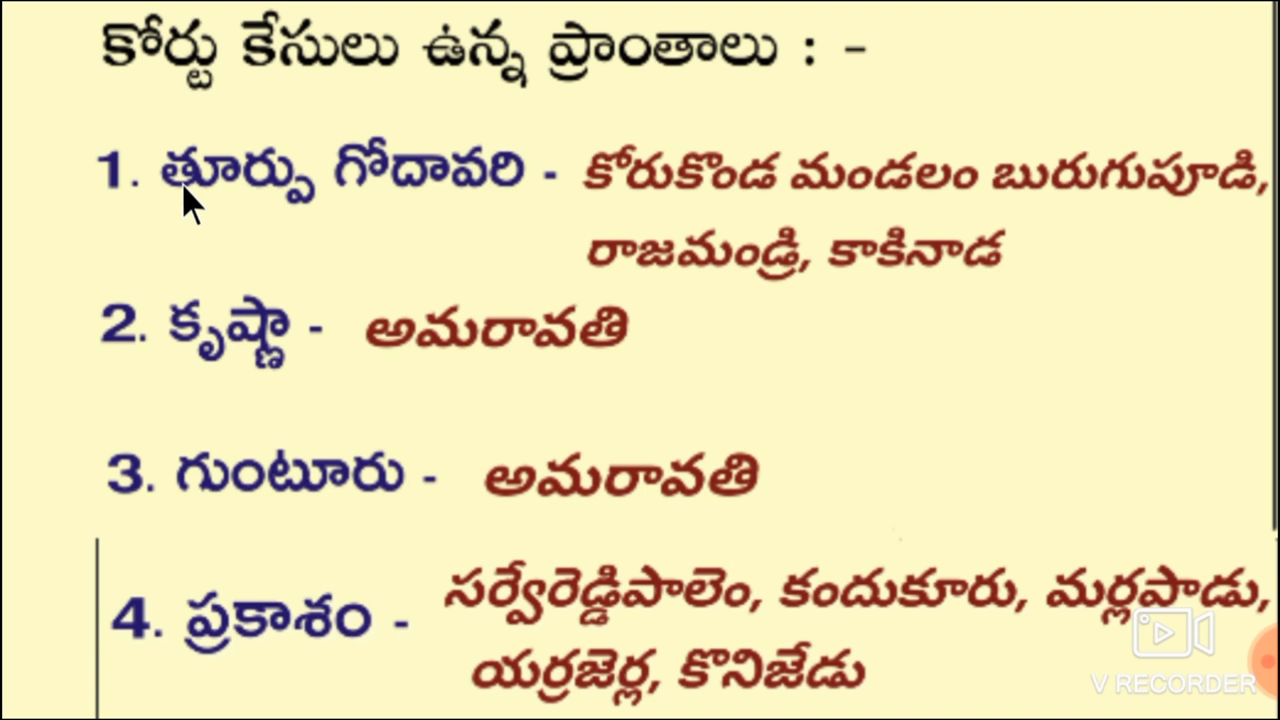 కోర్టు కేసులు ఉన్న ప్రాంతాలు : -
1. తూర్పు గోదావరి - కోరుకొండ మండలం బురుగుపూడి,
రాజమండ్రి, కాకినాడ
2. కృష్ణా - అమరావతి
3. గుంటూరు - అమరావతి
4. ప్రకాశం - సర్వేరెడ్డిపాలెం, కందుకూరు, మర్లపాడు,
యర్రజెర్ల, కొనిజేడు
V RECORDER